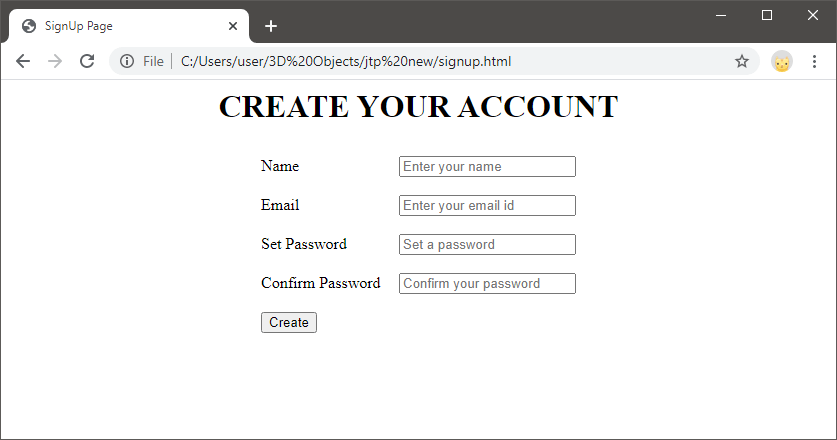 SignUp Page
File C:/Users/user/3D%20Objects/jtp%20new/signup.html
CREATE YOUR ACCOUNT
Name Enter your name
Email Enter your email id
Set Password Set a password
Confirm Password Confirm your password
Create